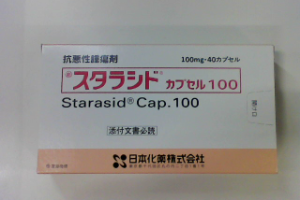 抗悪性腫瘍剤
100mg・40カプセル
スタラシド® カプセル100
Starasid® Cap.100
添付文書必読
日本化薬株式会社